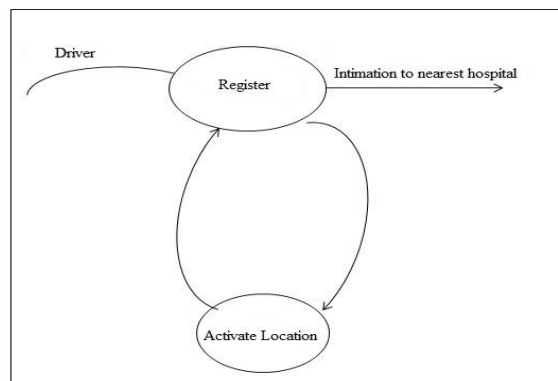 Driver
Register
Intimation to nearest hospital
Activate Location